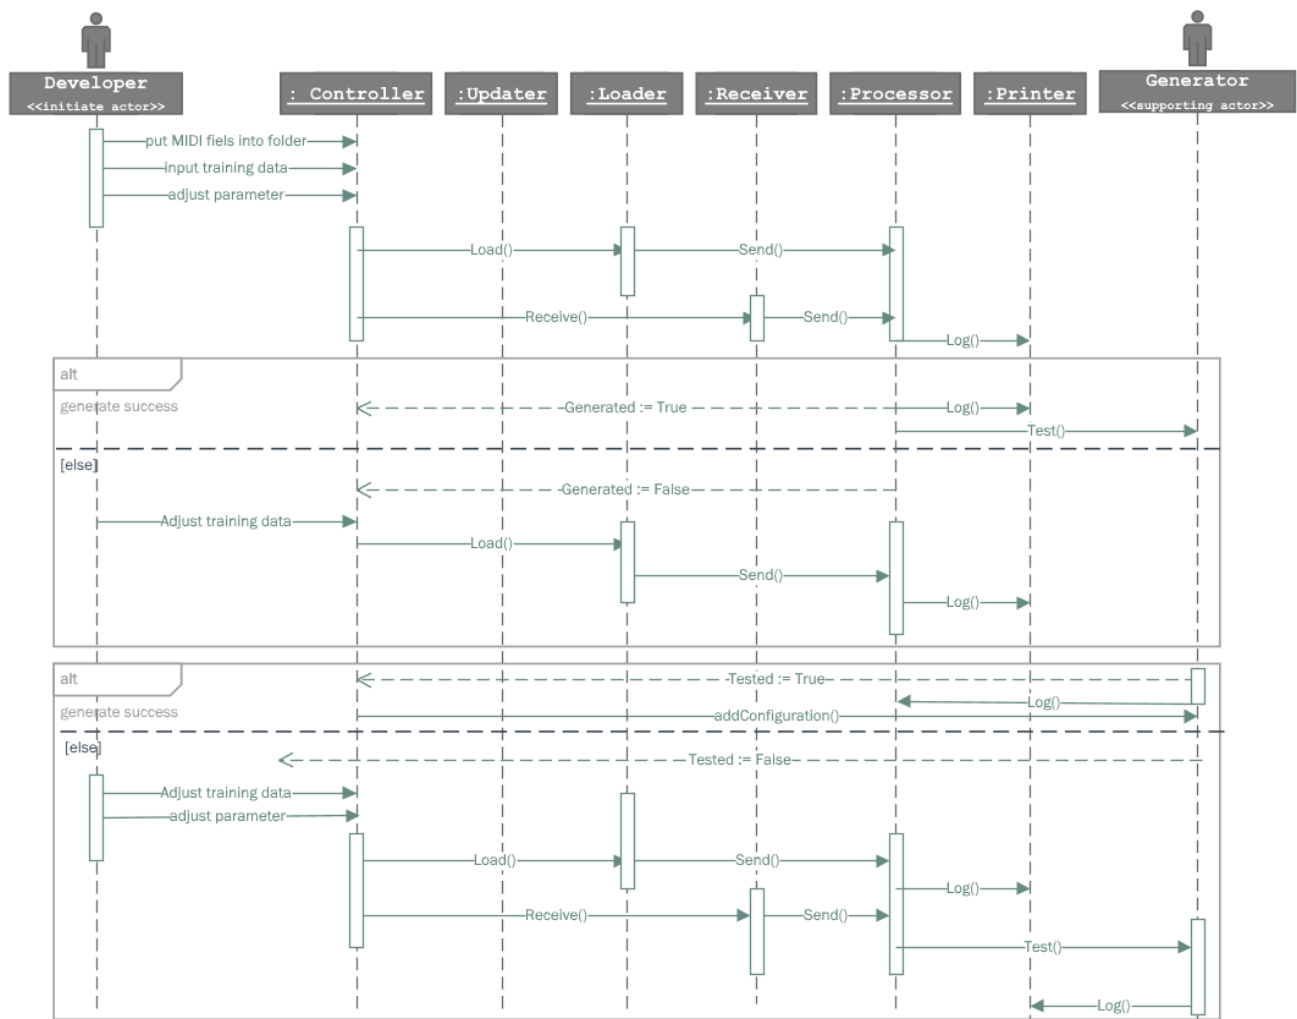 Developer
<<initiate actor>>
: Controller
:Updater
:Loader
:Receiver
:Processor
:Printer
Generator
<<supporting actor>>
put MIDI fiels into folder
input training data
adjust parameter
Load()
Send()
Receive()
Send()
Log()
alt
generate success
Generated := True
Log()
Test()
[else]
Generated := False
Adjust training data
Load()
Send()
Log()
alt
Tested := True
Log()
generate success
addConfiguration()
[else]
Tested := False
Adjust training data
adjust parameter
Load()
Send()
Log()
Receive()
Send()
Test()
Log()